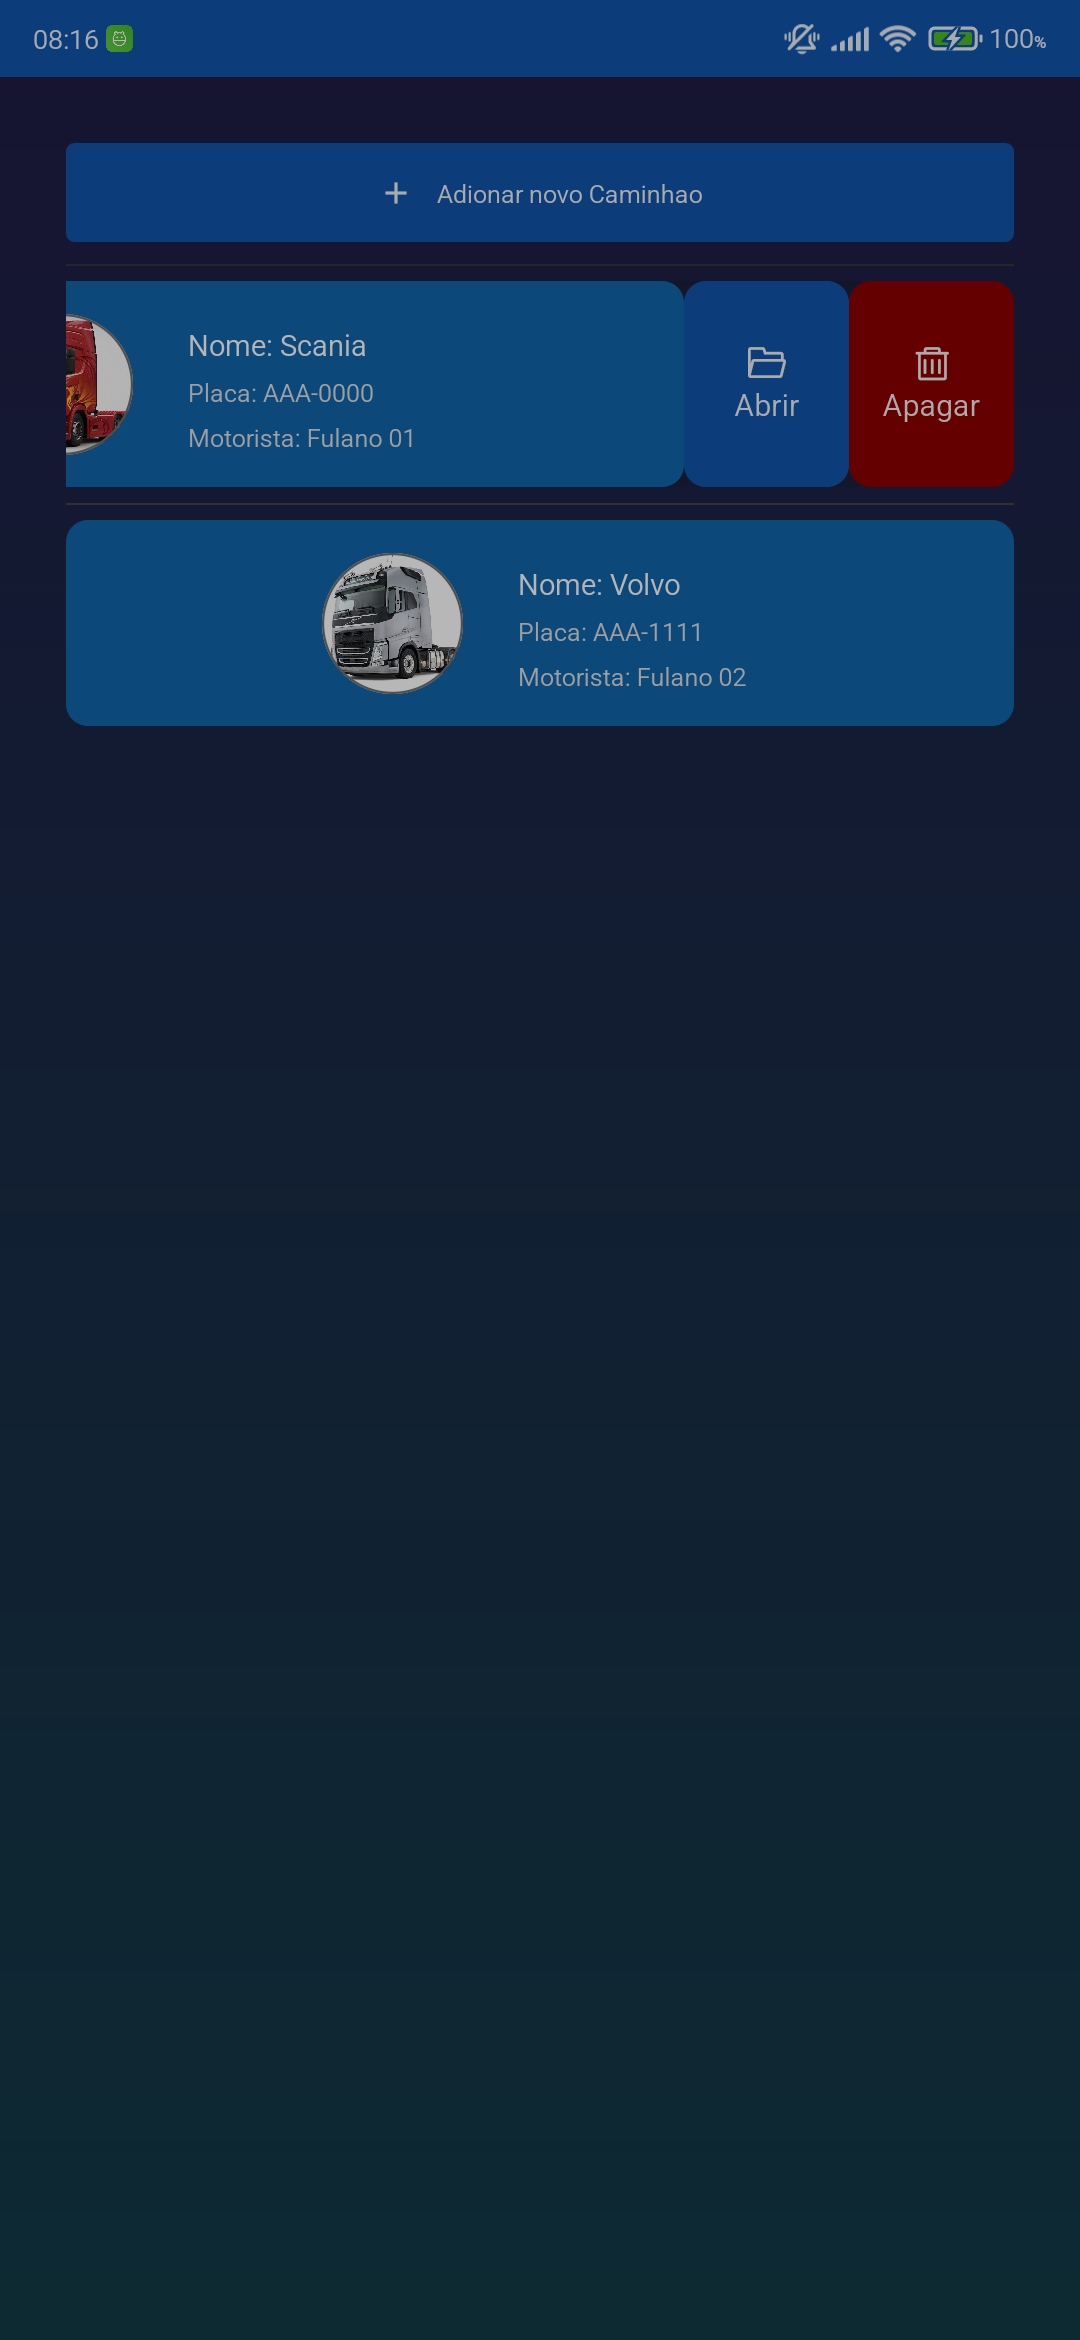 08:16
100%
Adionar novo Caminhao
Nome: Scania
Placa: AAA-0000
Motorista: Fulano 01
Abrir
Apagar
Nome: Volvo
Placa: AAA-1111
Motorista: Fulano 02